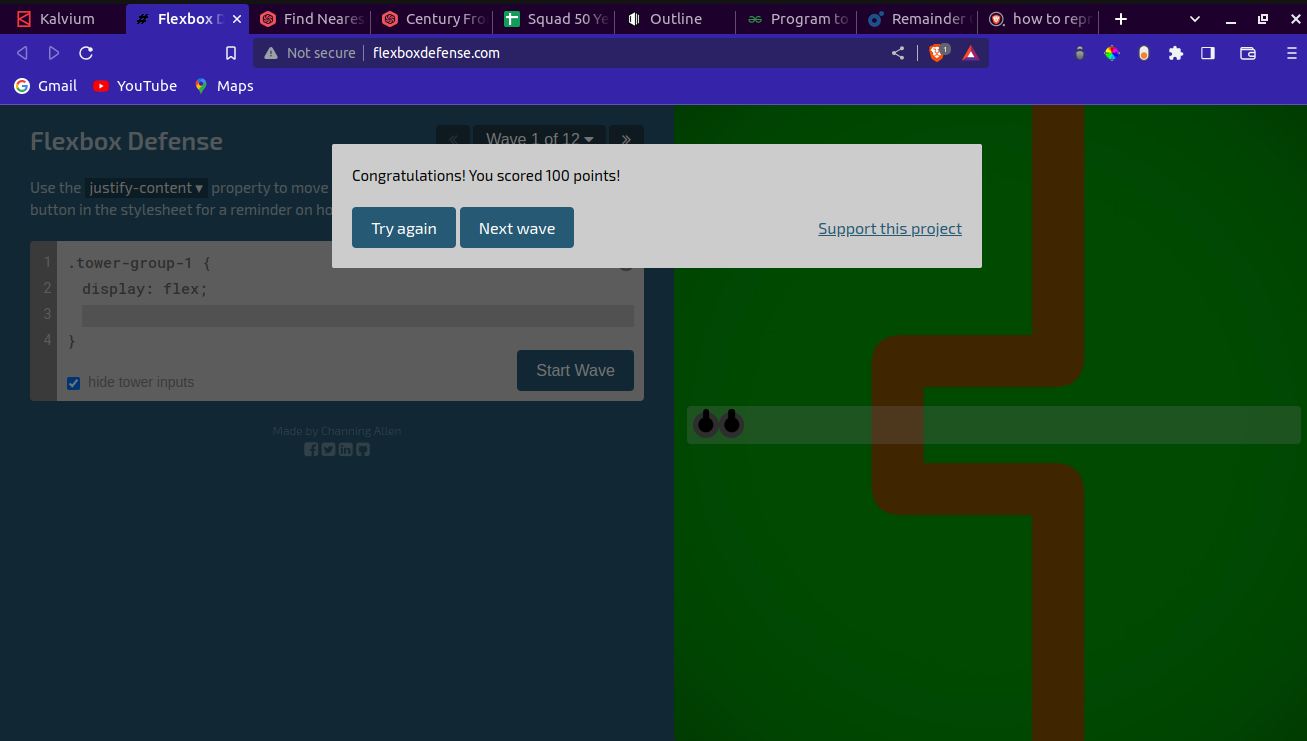 Kalvium
Flexbox D
Find Neares
Century Fro
Squad 50 Ye
Outline
Program to
Remainder
how to repr
Not secure
flexboxdefense.com
1
Gmail
YouTube
Maps
Flexbox Defense
Wave 1 of 12
Use the justify-content ▾ property to move
button in the stylesheet for a reminder on ho
Congratulations! You scored 100 points!
Try again
Next wave
Support this project
1 .tower-group-1 {
2 display: flex;
3
4 }
hide tower inputs
Start Wave
Made by Channing Allen